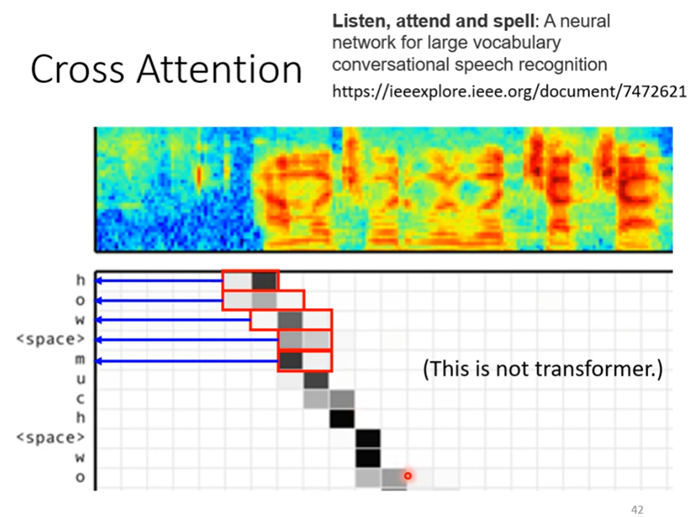 Cross Attention
Listen, attend and spell: A neural
network for large vocabulary
conversational speech recognition
https://ieeexplore.ieee.org/document/7472621
h
o
w
<space>
m
u
c
h
<space>
w
o
(This is not transformer.)
42